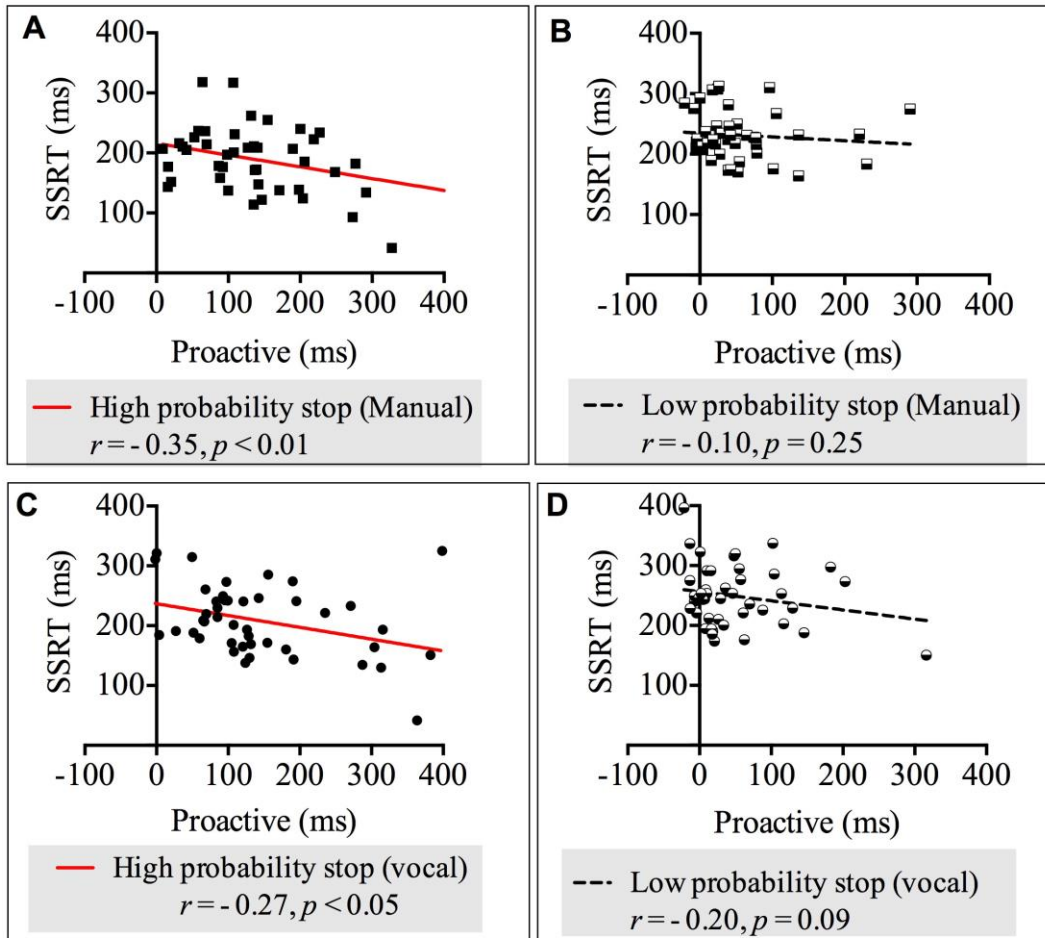 A
400
300
200
100
SSRT (ms)
-100 0 100 200 300 400
Proactive (ms)
High probability stop (Manual)
r = - 0.35, p < 0.01
B
400
300
200
100
SSRT (ms)
-100 0 100 200 300 400
Proactive (ms)
Low probability stop (Manual)
r = - 0.10, p = 0.25
C
400
300
200
100
SSRT (ms)
-100 0 100 200 300 400
Proactive (ms)
High probability stop (vocal)
r = - 0.27, p < 0.05
D
400
300
200
100
SSRT (ms)
-100 0 100 200 300 400
Proactive (ms)
Low probability stop (vocal)
r = - 0.20, p = 0.09